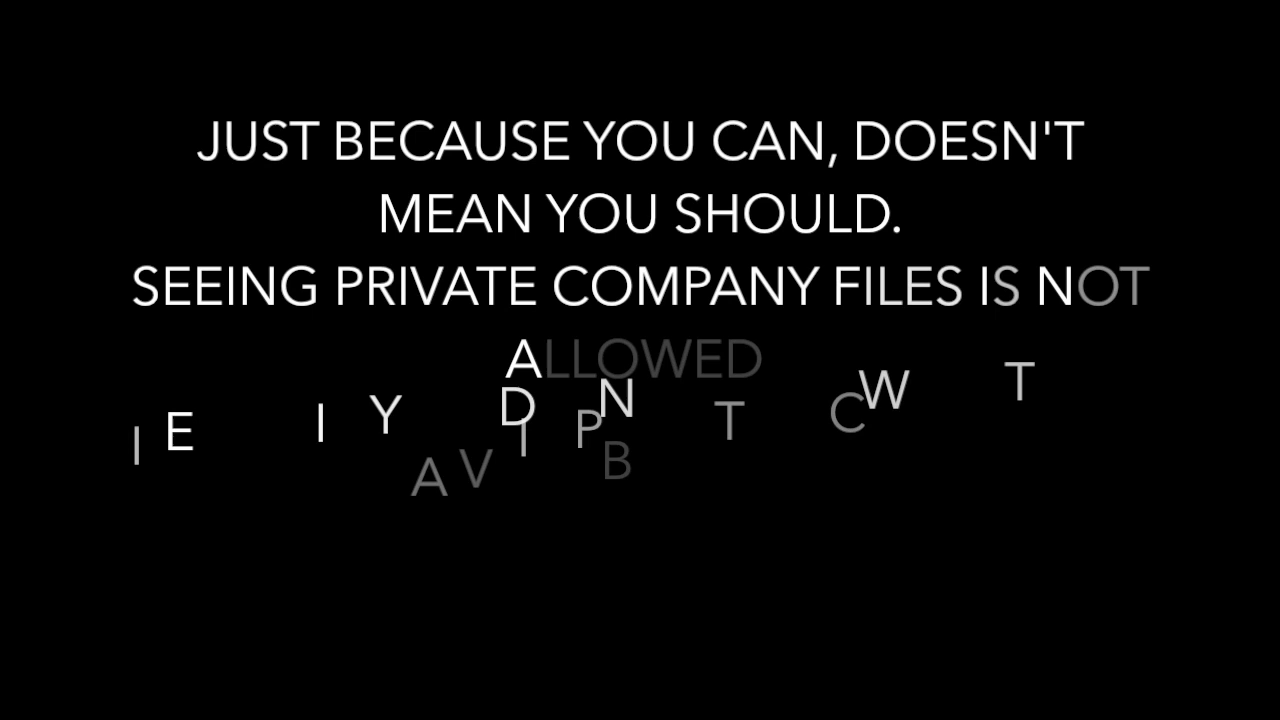 JUST BECAUSE YOU CAN, DOESN'T
MEAN YOU SHOULD.
SEEING PRIVATE COMPANY FILES IS NOT
ALLOWED
I E I Y A V D I P N B T C W T